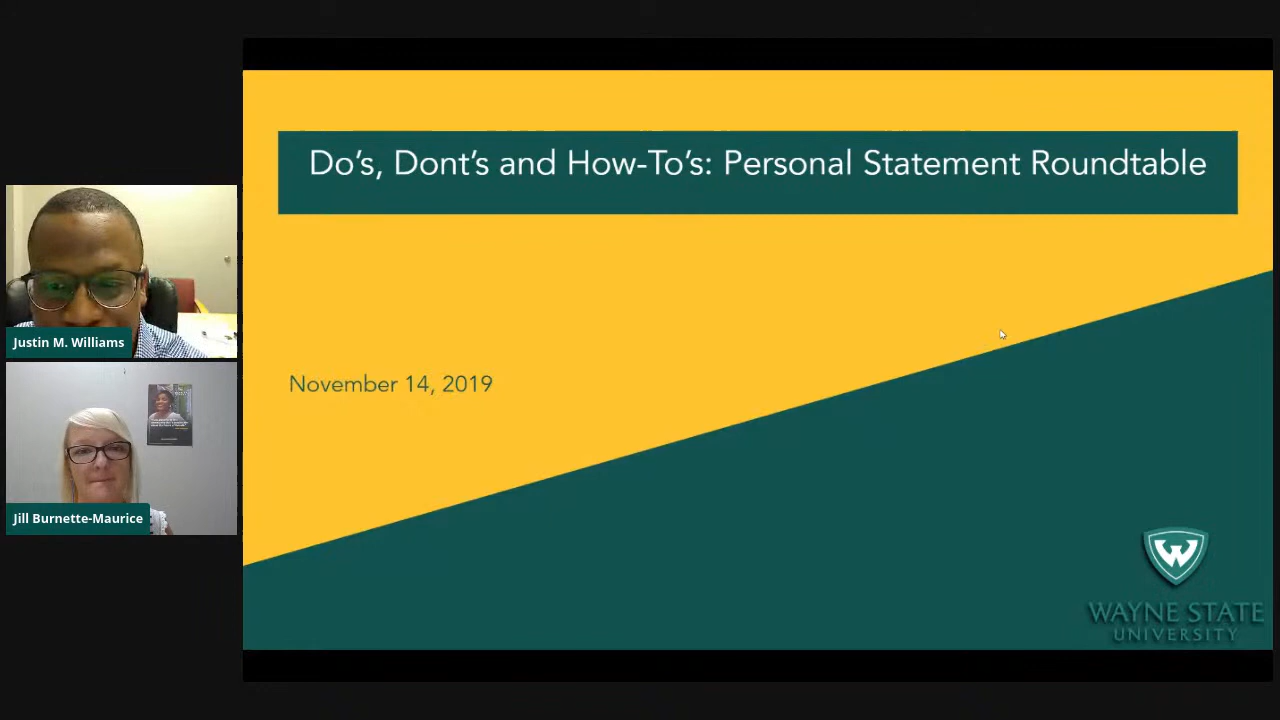 Do's, Dont's and How-To's: Personal Statement Roundtable
November 14, 2019
Justin M. Williams
Jill Burnette-Maurice
W
WAYNE STATE
UNIVERSITY